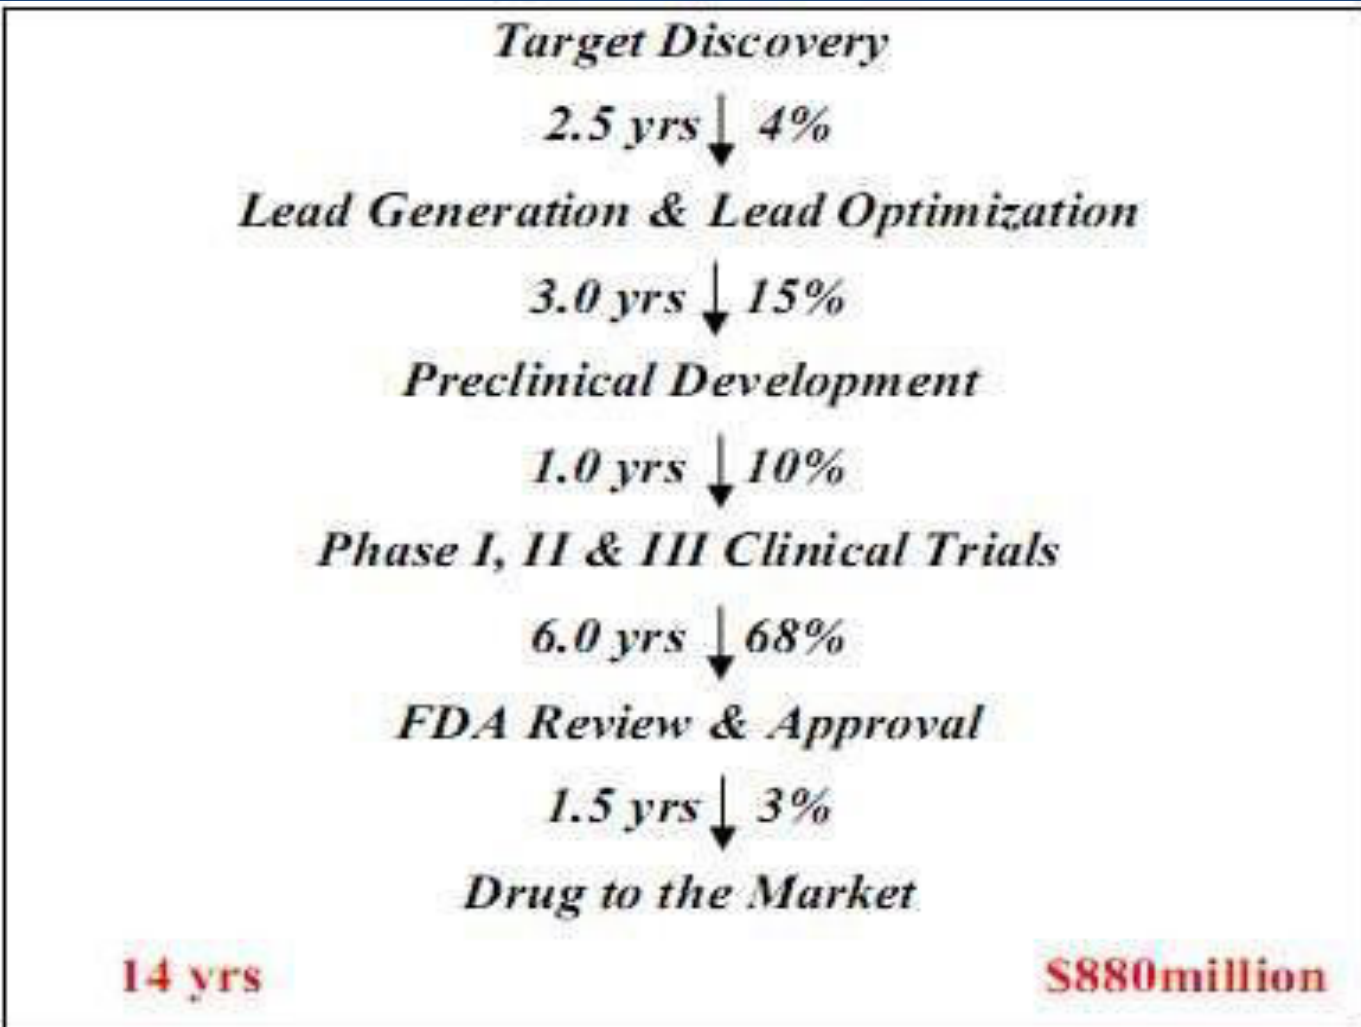 Target Discovery
2.5 yrs 4%
Lead Generation & Lead Optimization
3.0 yrs 15%
Preclinical Development
1.0 yrs 10%
Phase I, II & III Clinical Trials
6.0 yrs 68%
FDA Review & Approval
1.5 yrs 3%
Drug to the Market
14 yrs $880million